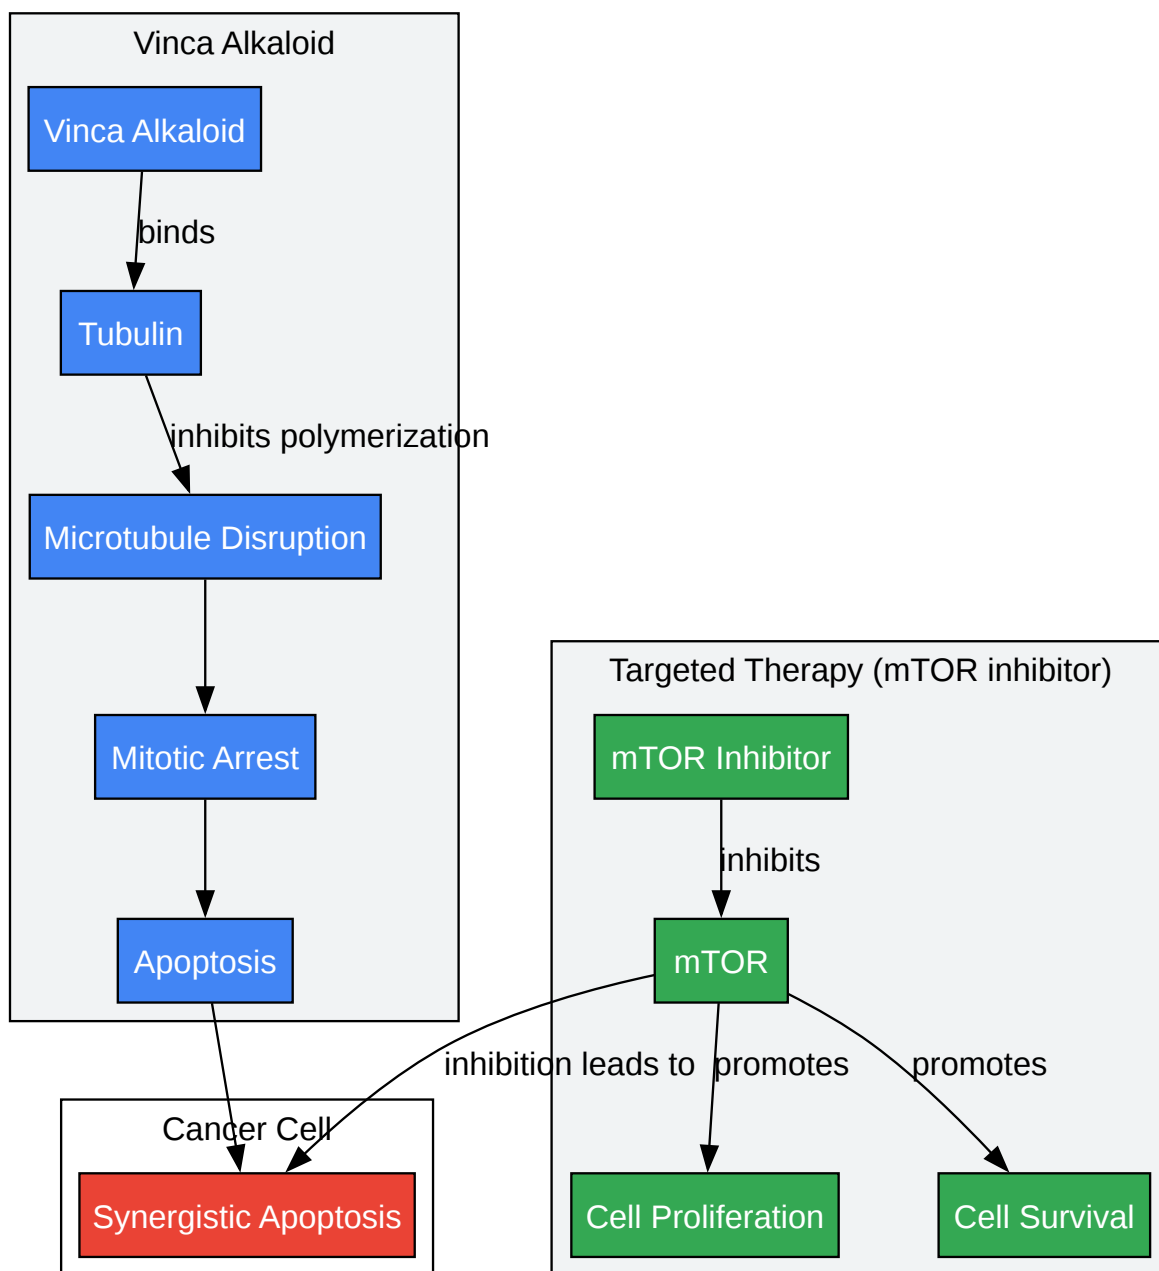 Vinca Alkaloid
Vinca Alkaloid
binds
Tubulin
inhibits polymerization
Microtubule Disruption
Mitotic Arrest
Apoptosis
Targeted Therapy (mTOR inhibitor)
mTOR Inhibitor
inhibits
mTOR
inhibition leads to
promotes
promotes
Cancer Cell
Synergistic Apoptosis
Cell Proliferation
Cell Survival